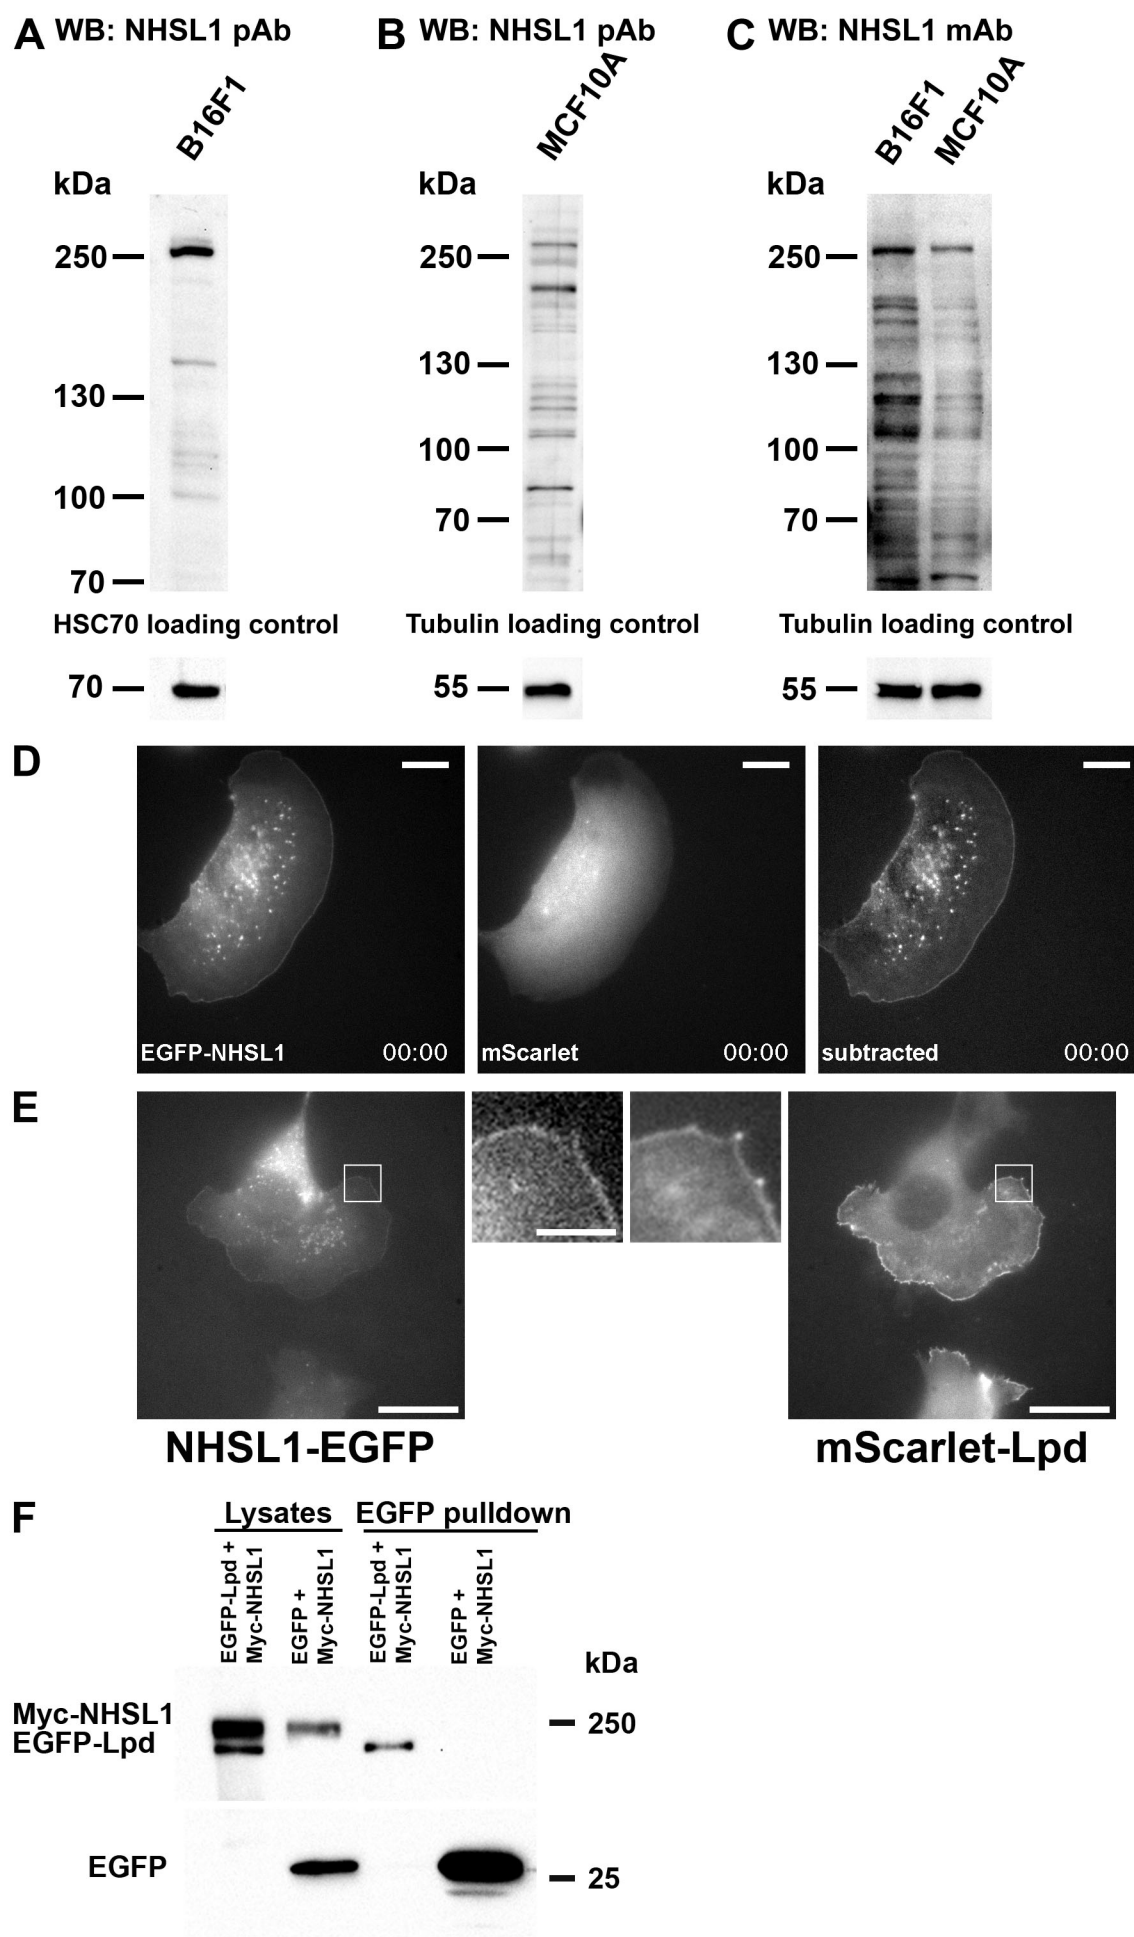 A WB: NHSL1 pAb
B16F1
kDa
250
130
100
70
HSC70 loading control
70
B WB: NHSL1 pAb
MCF10A
kDa
250
130
100
70
Tubulin loading control
55
C WB: NHSL1 mAb
B16F1
MCF10A
kDa
250
130
100
70
Tubulin loading control
55
D
EGFP-NHSL1 00:00
mScarlet 00:00
subtracted 00:00
E
NHSL1-EGFP
mScarlet-Lpd
F
Lysates
EGFP pulldown
EGFP-Lpd +
Myc-NHSL1
EGFP +
Myc-NHSL1
EGFP-Lpd +
Myc-NHSL1
EGFP +
Myc-NHSL1
kDa
Myc-NHSL1
250
EGFP-Lpd
EGFP
25